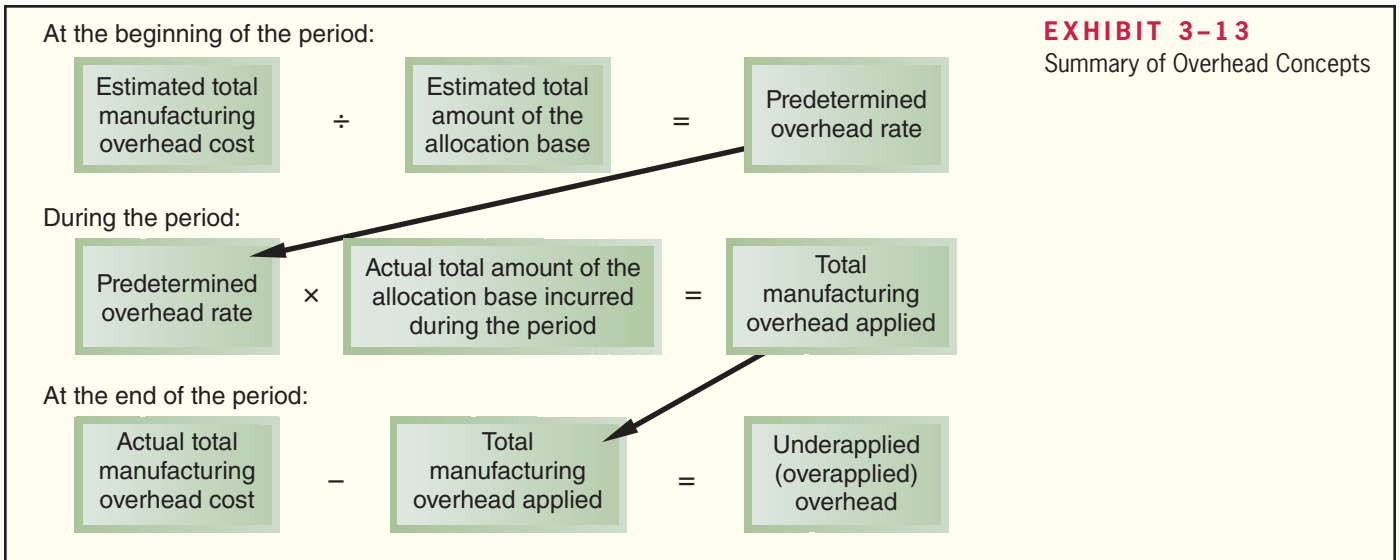 At the beginning of the period:
EXHIBIT 3–13
Summary of Overhead Concepts
Estimated total
manufacturing
overhead cost
÷
Estimated total
amount of the
allocation base
=
Predetermined
overhead rate
During the period:
Predetermined
overhead rate
×
Actual total amount of the
allocation base incurred
during the period
=
Total
manufacturing
overhead applied
At the end of the period:
Actual total
manufacturing
overhead cost
−
Total
manufacturing
overhead applied
=
Underapplied
(overapplied)
overhead